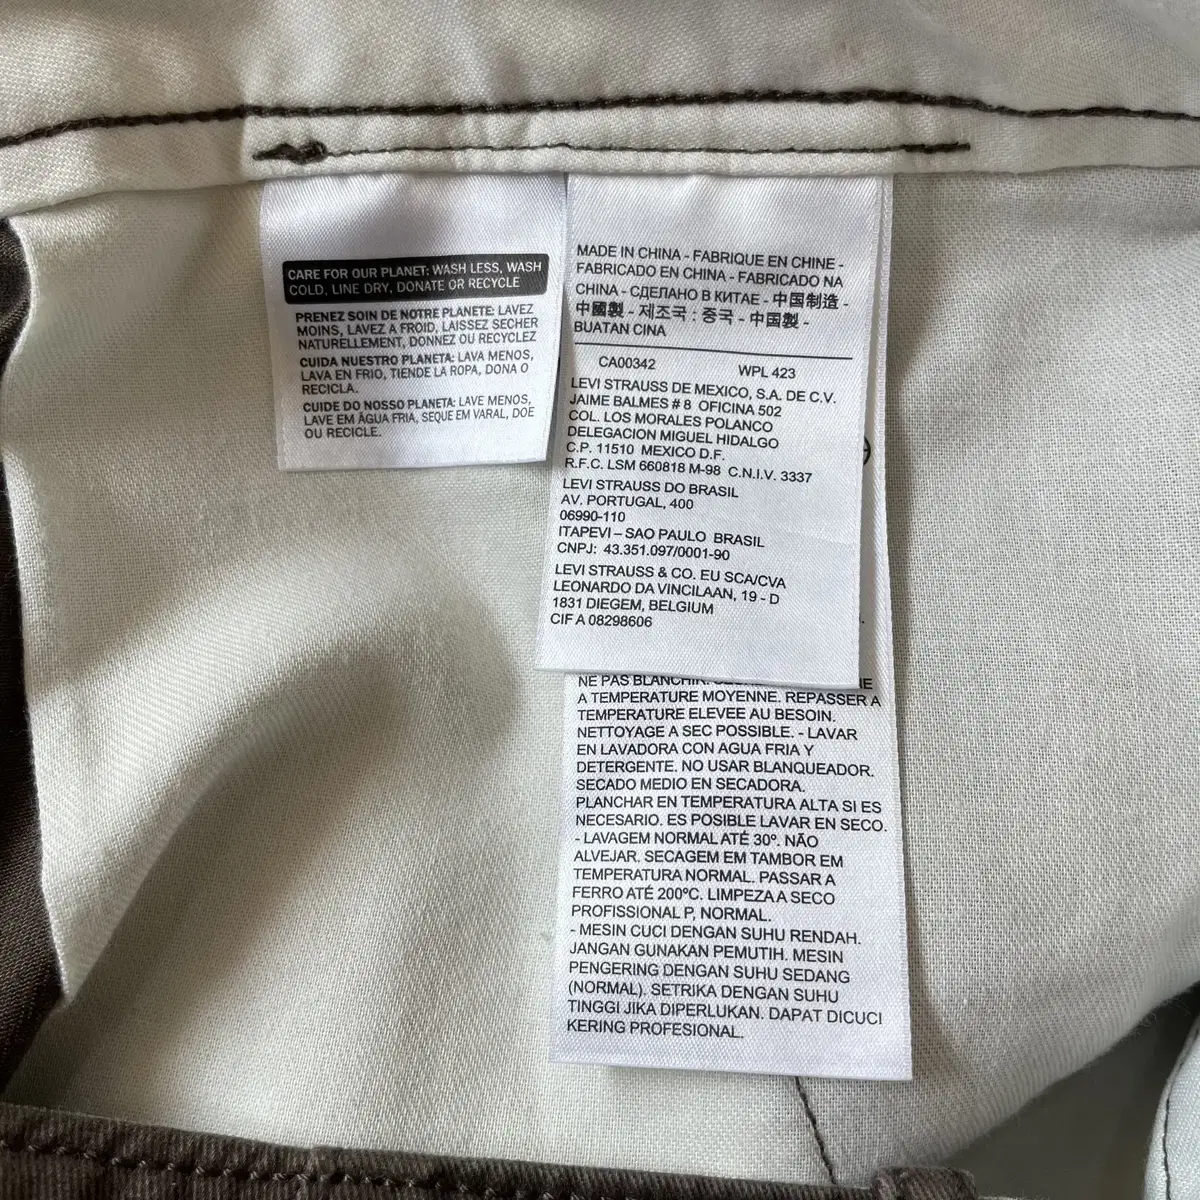 CARE FOR OUR PLANET: WASH LESS, WASH
COLD, LINE DRY, DONATE OR RECYCLE
PRENEZ SOIN DE NOTRE PLANETE: LAVEZ
MOINS, LAVEZ A FROID, LAISSEZ SECHER
NATURELLEMENT, DONNEZ OU RECYCLEZ
CUIDA NUESTRO PLANETA: LAVA MENOS,
LAVA EN FRIO, TIENDE LA ROPA, DONA O
RECICLA.
CUIDE DO NOSSO PLANETA: LAVE MENOS,
LAVE EM ÁGUA FRIA, SEQUE EM VARAL, DOE
OU RECICLE.
MADE IN CHINA - FABRIQUE EN CHINE -
FABRICADO EN CHINA - FABRICADO NA
CHINA - СДЕЛАНО В КИТАЕ - 中国制造 -
中國製 - 제조국 : 중국 - 中国製 -
BUATAN CINA
CA00342 WPL 423
LEVI STRAUSS DE MEXICO, S.A. DE C.V.
JAIME BALMES # 8 OFICINA 502
COL. LOS MORALES POLANCO
DELEGACION MIGUEL HIDALGO
C.P. 11510 MEXICO D.F.
R.F.C. LSM 660818 M-98 C.N.I.V. 3337
LEVI STRAUSS DO BRASIL
AV. PORTUGAL, 400
06990-110
ITAPEVI – SAO PAULO BRASIL
CNPJ: 43.351.097/0001-90
LEVI STRAUSS & CO. EU SCA/CVA
LEONARDO DA VINCILAAN, 19 - D
1831 DIEGEM, BELGIUM
CIF A 08298606
NE PAS BLANCHIR.
A TEMPERATURE MOYENNE. REPASSER A
TEMPERATURE ELEVEE AU BESOIN.
NETTOYAGE A SEC POSSIBLE. - LAVAR
EN LAVADORA CON AGUA FRIA Y
DETERGENTE. NO USAR BLANQUEADOR.
SECADO MEDIO EN SECADORA.
PLANCHAR EN TEMPERATURA ALTA SI ES
NECESARIO. ES POSIBLE LAVAR EN SECO.
- LAVAGEM NORMAL ATÉ 30º. NÃO
ALVEJAR. SECAGEM EM TAMBOR EM
TEMPERATURA NORMAL. PASSAR A
FERRO ATÉ 200ºC. LIMPEZA A SECO
PROFISSIONAL P, NORMAL.
- MESIN CUCI DENGAN SUHU RENDAH.
JANGAN GUNAKAN PEMUTIH. MESIN
PENGERING DENGAN SUHU SEDANG
(NORMAL). SETRIKA DENGAN SUHU
TINGGI JIKA DIPERLUKAN. DAPAT DICUCI
KERING PROFESIONAL.